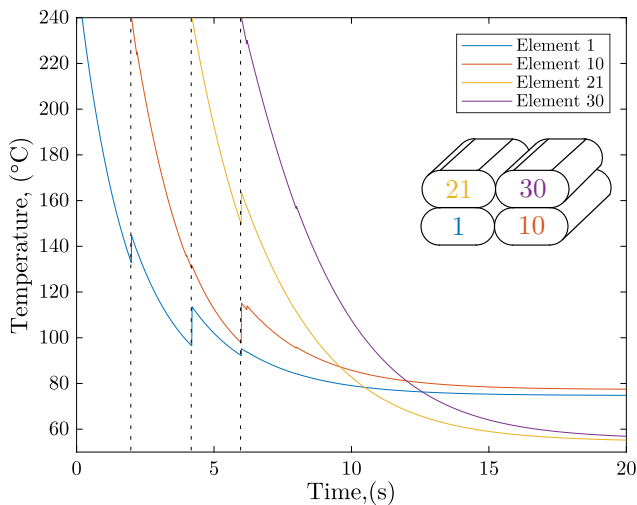 240
220
200
180
160
140
120
100
80
60
0
5
10
15
20
Temperature, (°C)
Time,(s)
Element 1
Element 10
Element 21
Element 30
21 30
1 10